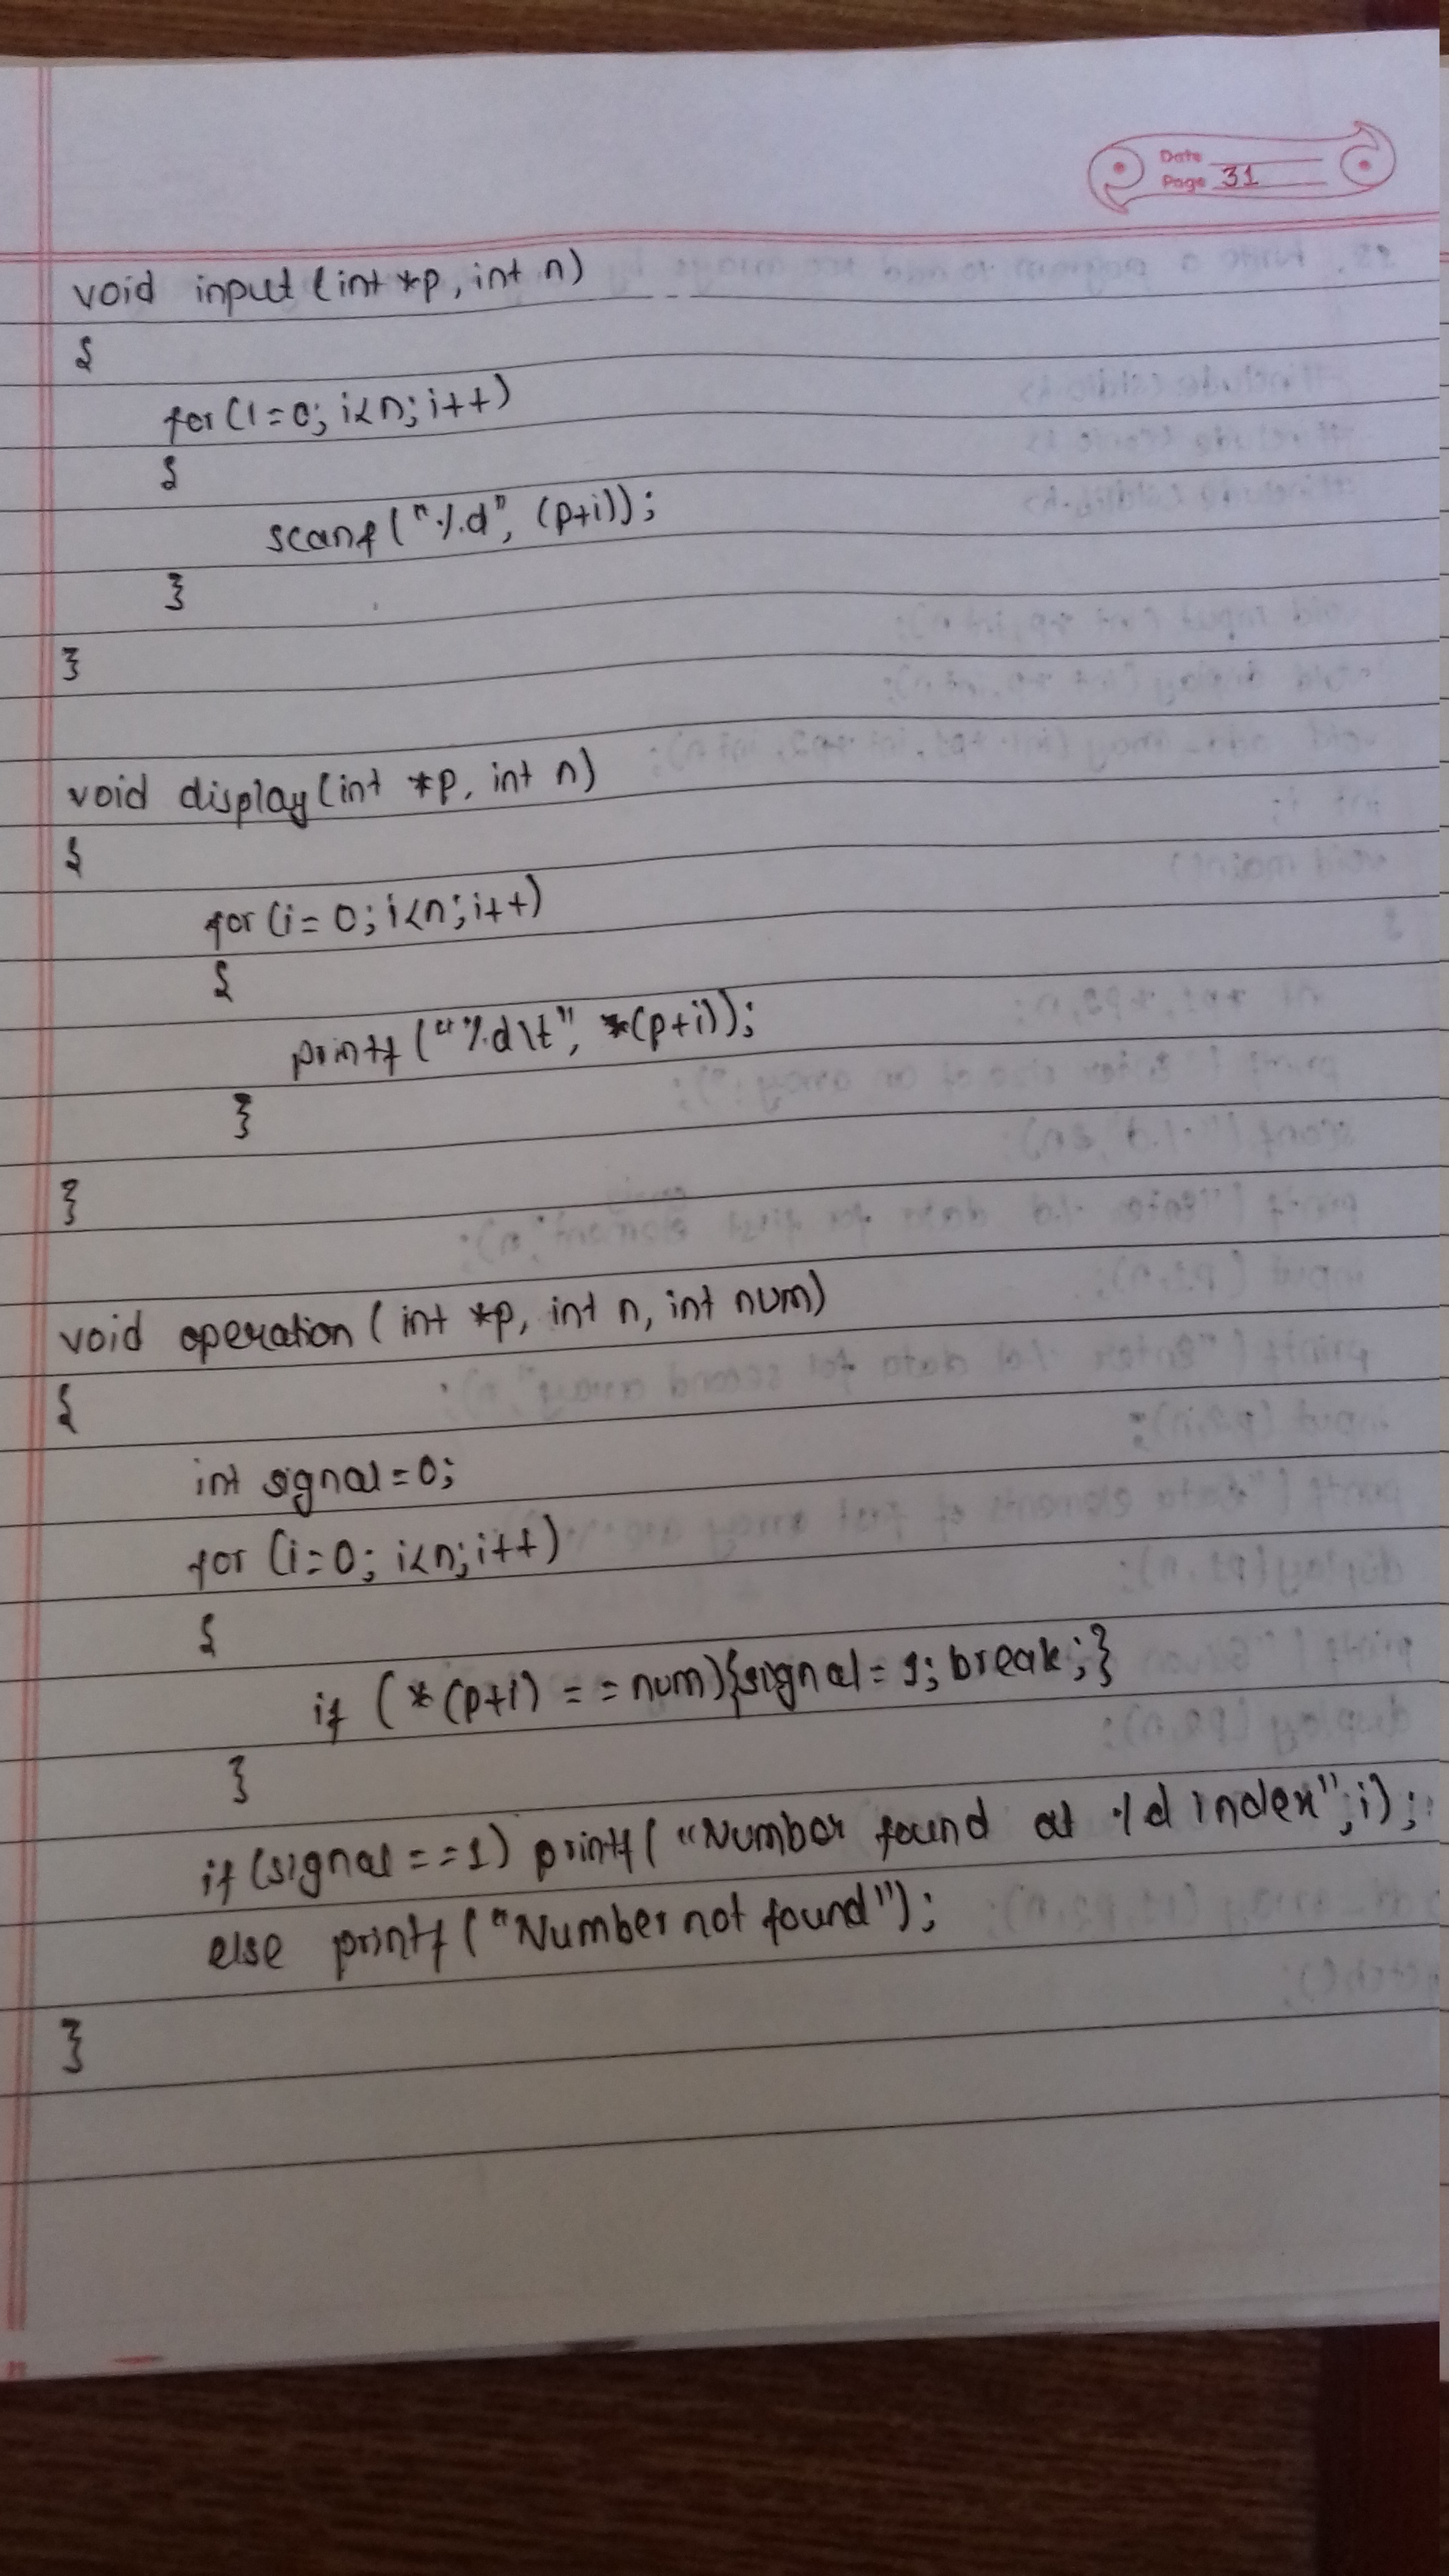 Date
Page 31
void input (int *p, int n)
{
for (i=0; i<n; i++)
{
scanf ("%d", (p+i));
}
}
void display (int *p, int n)
{
for (i=0; i<n; i++)
{
printf ("%d\t", *(p+i));
}
}
void operation (int *p, int n, int num)
{
int signal=0;
for (i=0; i<n; i++)
{
if (*(p+i) == num){signal=1; break;}
}
if (signal==1) printf ("Number found at %d index", i);
else printf ("Number not found");
}